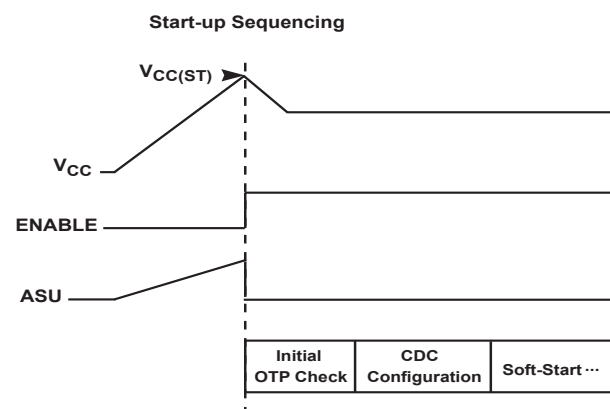 Start-up Sequencing
VCC(ST)
VCC
ENABLE
ASU
Initial
OTP Check
CDC
Configuration
Soft-Start ···